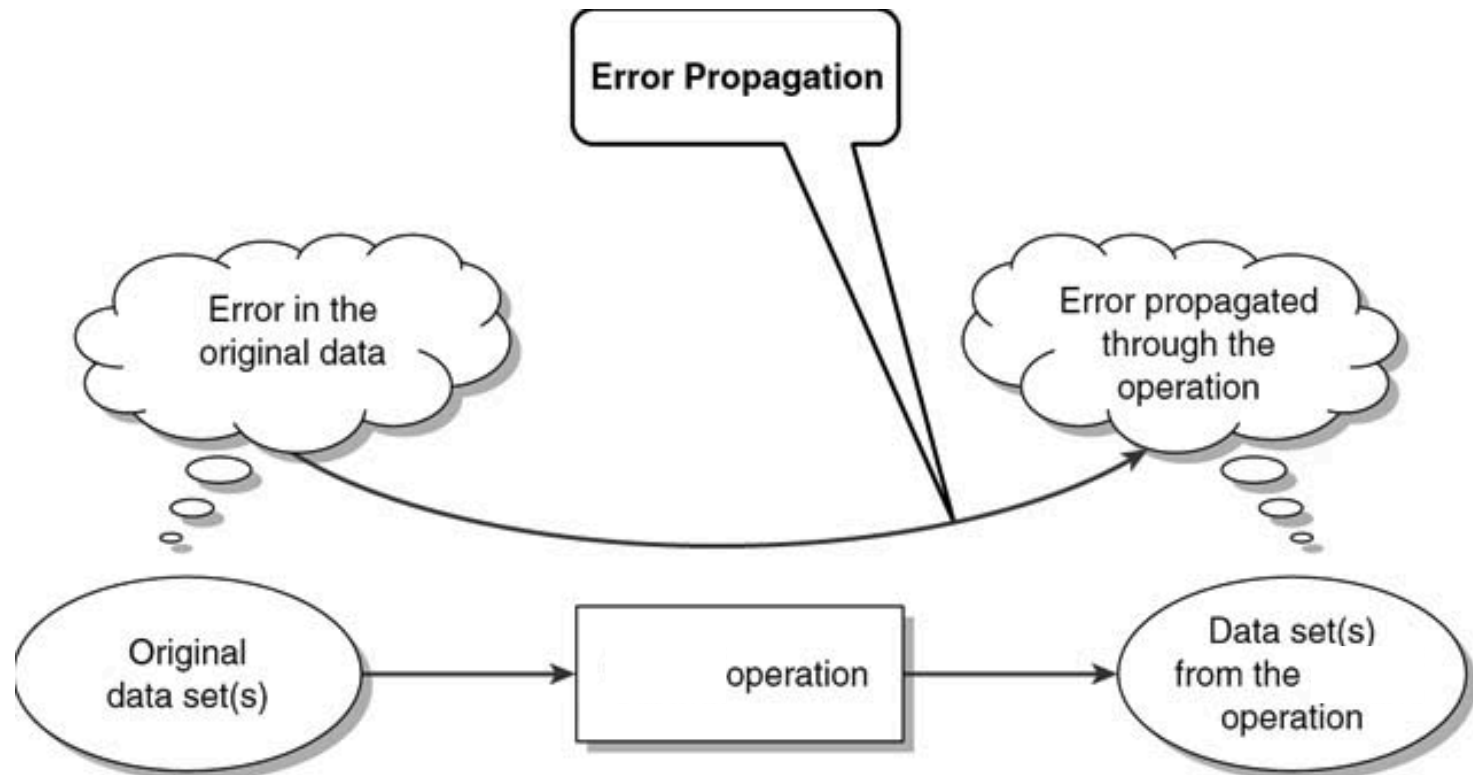 Error Propagation
Error in the
original data
Error propagated
through the
operation
Original
data set(s)
operation
Data set(s)
from the
operation